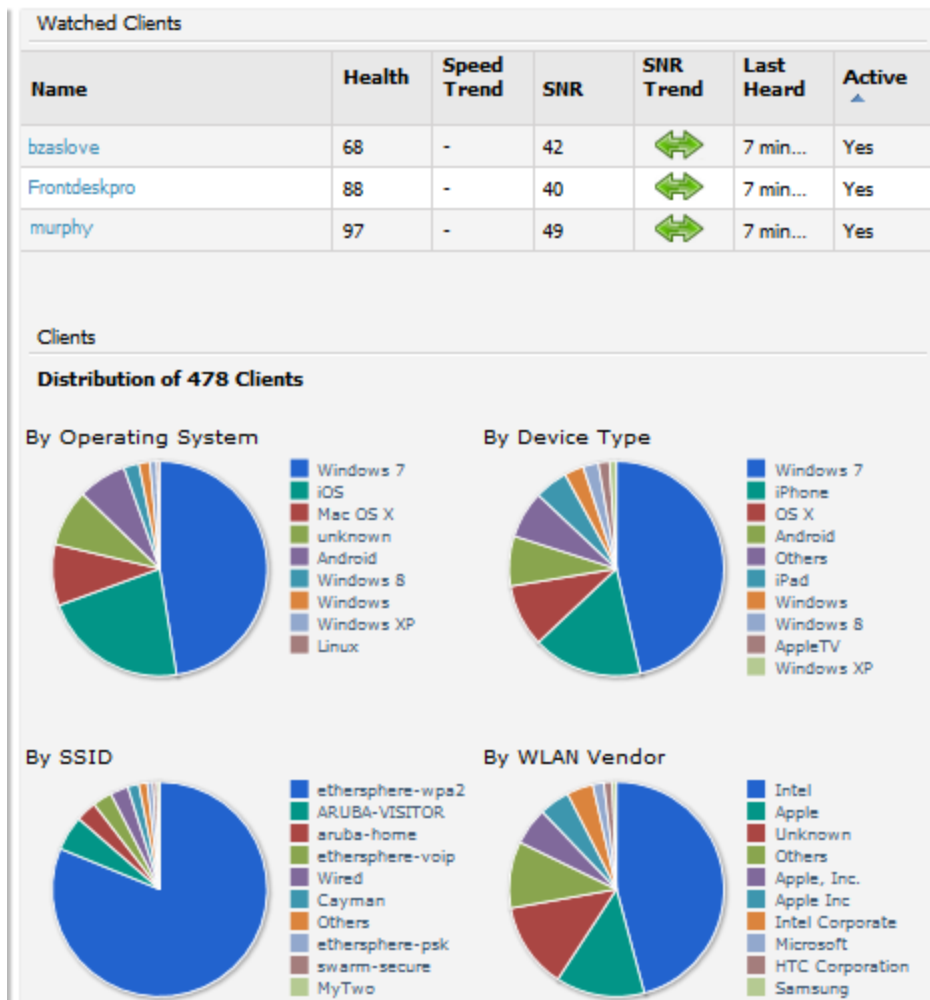 Watched Clients
Name Health Speed Trend SNR SNR Trend Last Heard Active
bzaslove 68 - 42 7 min... Yes
Frontdeskpro 88 - 40 7 min... Yes
murphy 97 - 49 7 min... Yes
Clients
Distribution of 478 Clients
By Operating System
Windows 7
iOS
Mac OS X
unknown
Android
Windows 8
Windows
Windows XP
Linux
By Device Type
Windows 7
iPhone
OS X
Android
Others
iPad
Windows
Windows 8
AppleTV
Windows XP
By SSID
ethersphere-wpa2
ARUBA-VISITOR
aruba-home
ethersphere-voip
Wired
Cayman
Others
ethersphere-psk
swarm-secure
MyTwo
By WLAN Vendor
Intel
Apple
Unknown
Others
Apple, Inc.
Apple Inc
Intel Corporate
Microsoft
HTC Corporation
Samsung